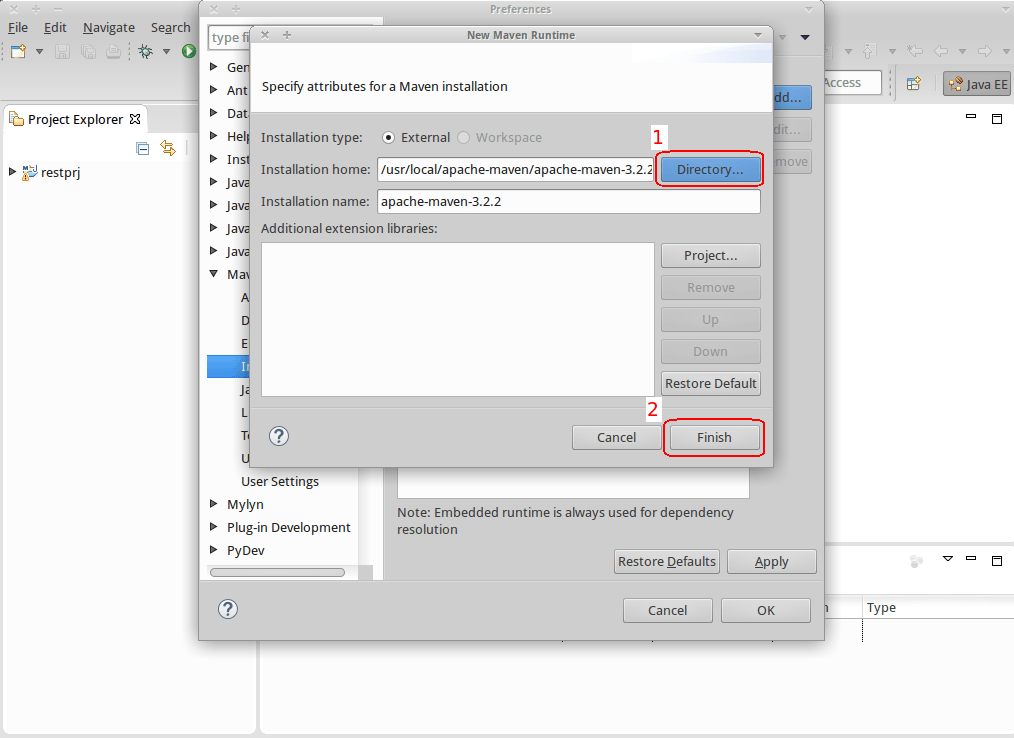 Preferences
File Edit Navigate Search
type fi
New Maven Runtime
Specify attributes for a Maven installation
Access
Java EE
Project Explorer
restprj
Gen
Ant
Data
Help
Inst
Java
Java
Java
Java
Mav
User Settings
Mylyn
Plug-in Development
PyDev
Installation type: External Workspace
1
Installation home: /usr/local/apache-maven/apache-maven-3.2.2 Directory...
Installation name: apache-maven-3.2.2
Additional extension libraries:
Project...
Remove
Up
Down
Restore Default
2
Cancel Finish
dd...
dit...
move
Note: Embedded runtime is always used for dependency
resolution
Restore Defaults Apply
Cancel OK
Type